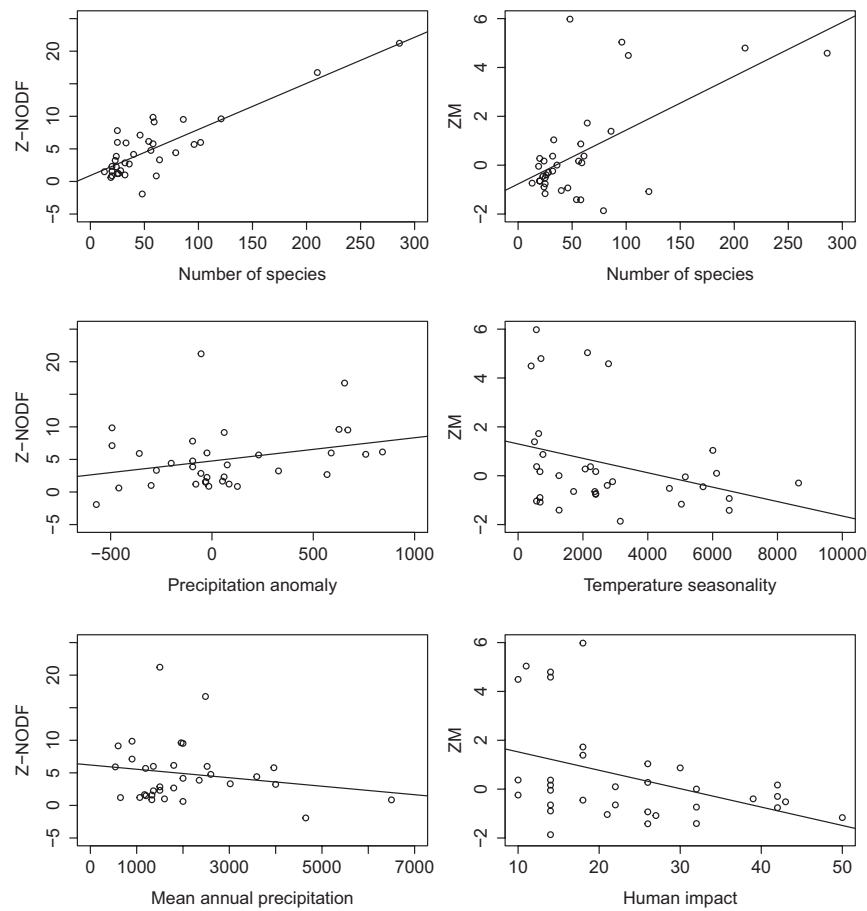 Z−NODF
20
10
5
0
−5
0 50 100 150 200 250 300
Number of species
ZM
6
4
2
0
−2
0 50 100 150 200 250 300
Number of species
Z−NODF
20
10
5
0
−5
−500 0 500 1000
Precipitation anomaly
ZM
6
4
2
0
−2
0 2000 4000 6000 8000 10000
Temperature seasonality
Z−NODF
20
10
5
0
−5
0 1000 3000 5000 7000
Mean annual precipitation
ZM
6
4
2
0
−2
10 20 30 40 50
Human impact